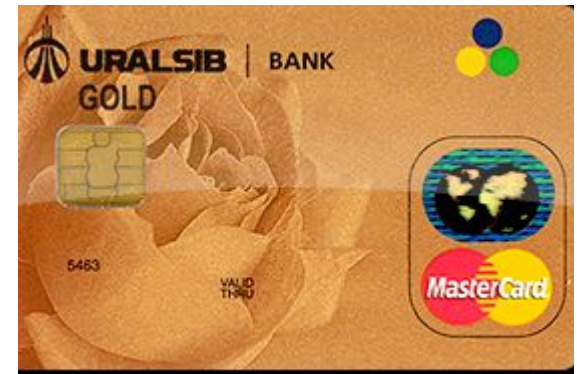 URALSIB | BANK
GOLD
5463
VALID
THRU
MasterCard